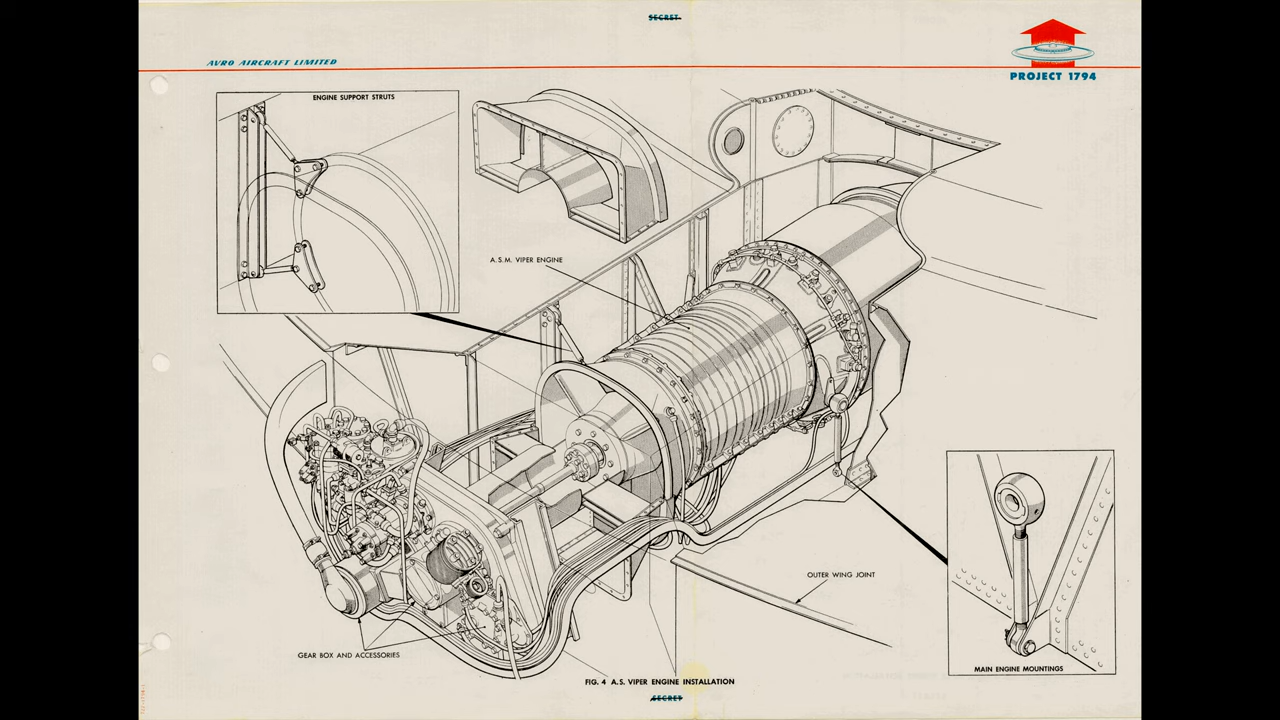 SECRET
AVRO AIRCRAFT LIMITED
PROJECT 1794
ENGINE SUPPORT STRUTS
A.S.M. VIPER ENGINE
OUTER WING JOINT
GEAR BOX AND ACCESSORIES
MAIN ENGINE MOUNTINGS
FIG. 4 A.S. VIPER ENGINE INSTALLATION
SECRET